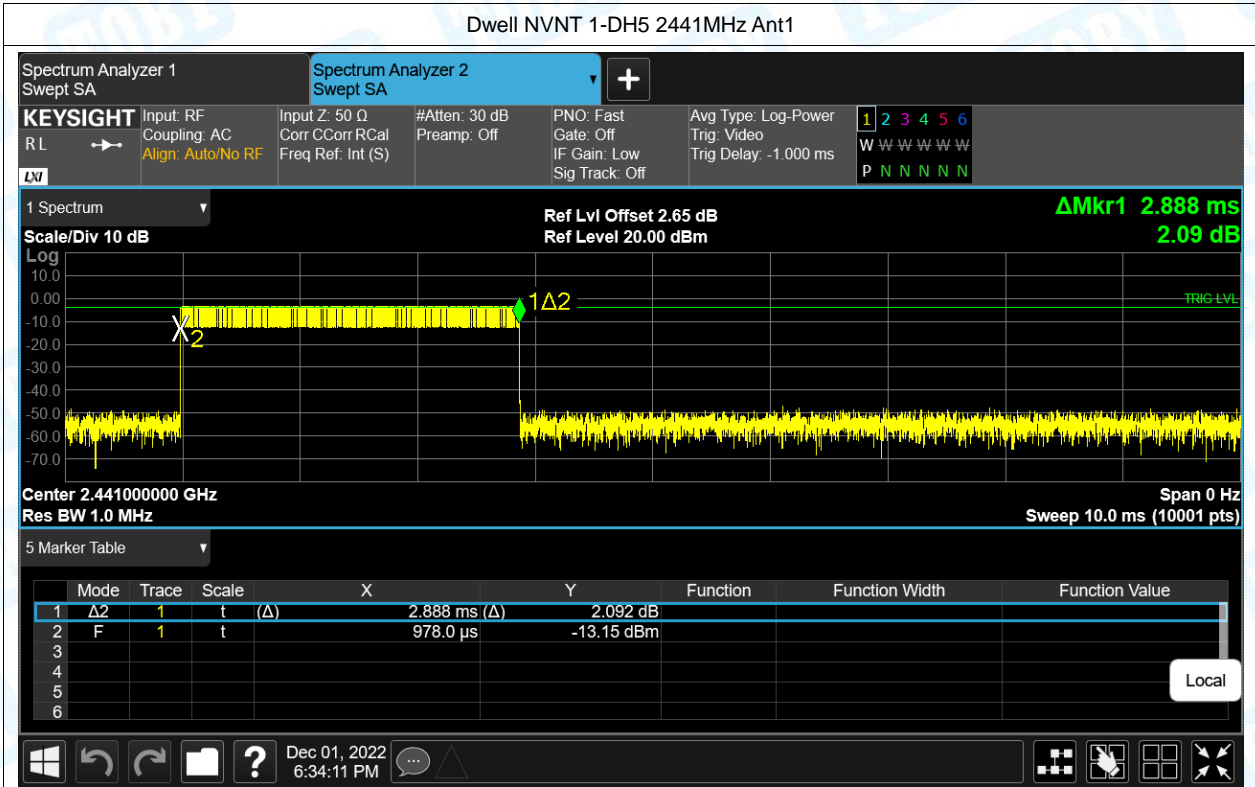 Dwell NVNT 1-DH5 2441MHz Ant1
Spectrum Analyzer 1
Swept SA
Spectrum Analyzer 2
Swept SA
KEYSIGHT
R L
LXI
Input: RF
Coupling: AC
Align: Auto/No RF
Input Z: 50 Ω
Corr CCorr RCal
Freq Ref: Int (S)
#Atten: 30 dB
Preamp: Off
PNO: Fast
Gate: Off
IF Gain: Low
Sig Track: Off
Avg Type: Log-Power
Trig: Video
Trig Delay: -1.000 ms
1 2 3 4 5 6
W W W W W W
P N N N N N
1 Spectrum
Scale/Div 10 dB
Ref Lvl Offset 2.65 dB
Ref Level 20.00 dBm
ΔMkr1 2.888 ms
2.09 dB
Log
10.0
0.00
-10.0
-20.0
-30.0
-40.0
-50.0
-60.0
-70.0
1Δ2
2
TRIG LVL
Center 2.441000000 GHz
Res BW 1.0 MHz
Span 0 Hz
Sweep 10.0 ms (10001 pts)
5 Marker Table
Mode Trace Scale X Y Function Function Width Function Value
1 Δ2 1 t (Δ) 2.888 ms (Δ) 2.092 dB
2 F 1 t 978.0 µs -13.15 dBm
3
4
5
6
Local
?
Dec 01, 2022
6:34:11 PM
TOBY